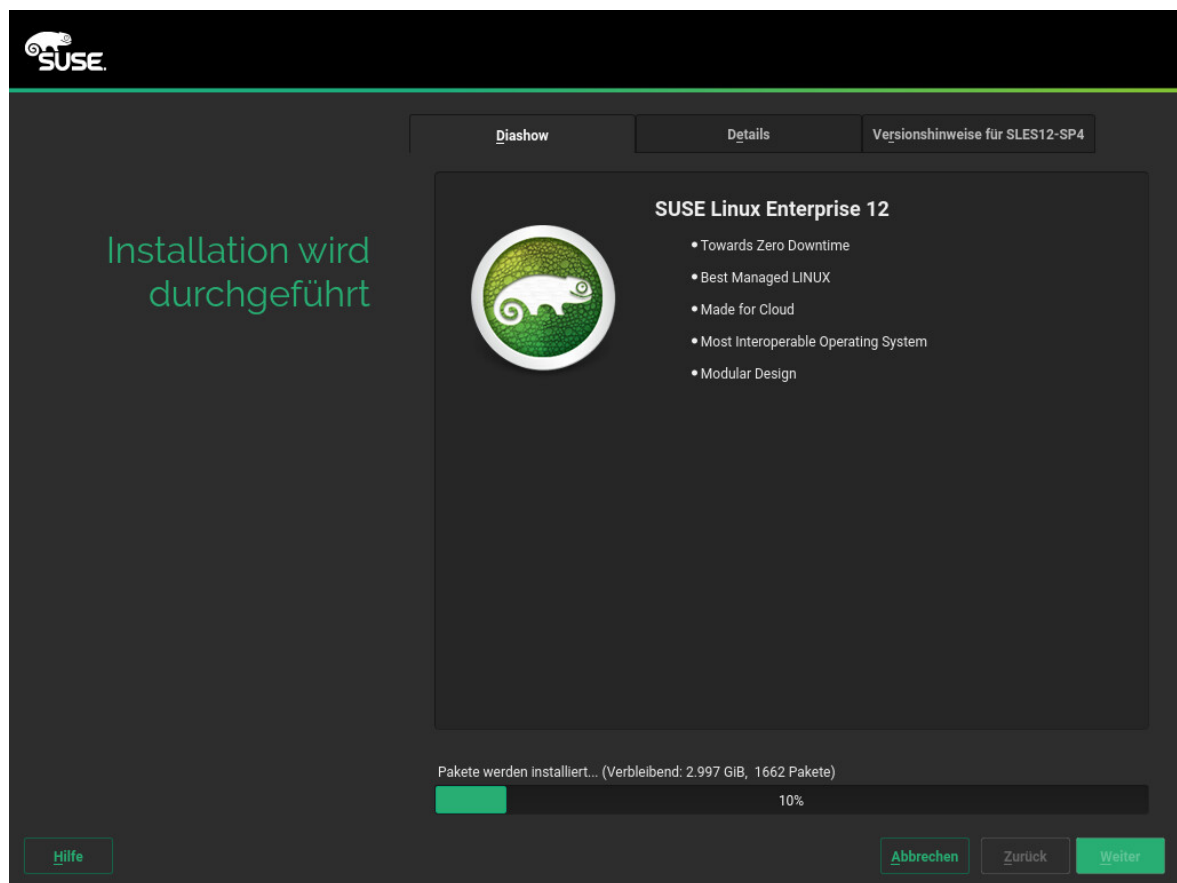 SUSE.
Diashow
Details
Versionshinweise für SLES12-SP4
Installation wird
durchgeführt
SUSE Linux Enterprise 12
• Towards Zero Downtime
• Best Managed LINUX
• Made for Cloud
• Most Interoperable Operating System
• Modular Design
Pakete werden installiert... (Verbleibend: 2.997 GiB, 1662 Pakete)
10%
Hilfe
Abbrechen
Zurück
Weiter